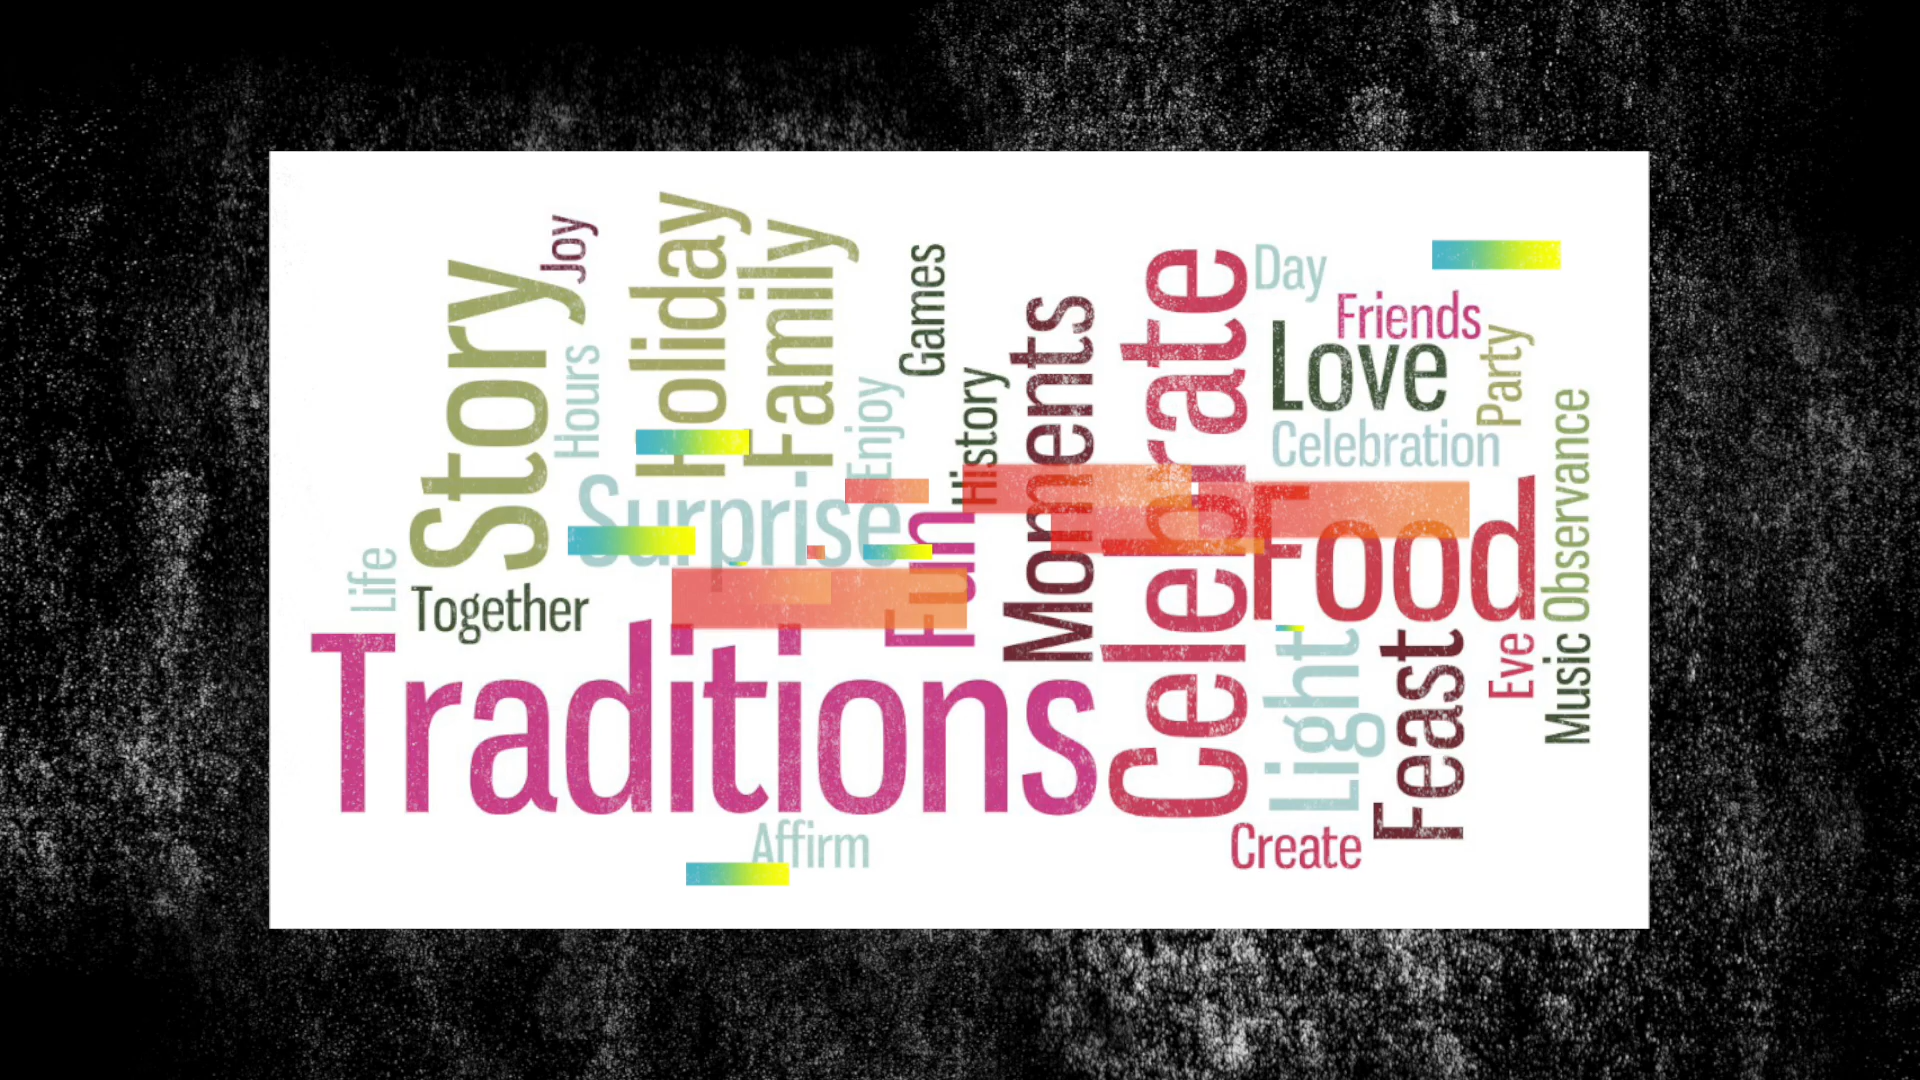 Joy
Story
Hours
Holiday
Family
Games
Enjoy
History
Moments
Celebrate
Day
Friends
Love
Party
Celebration
Observance
Surprise
Fun
Food
Life
Together
Traditions
Light
Feast
Eve
Music
Affirm
Create